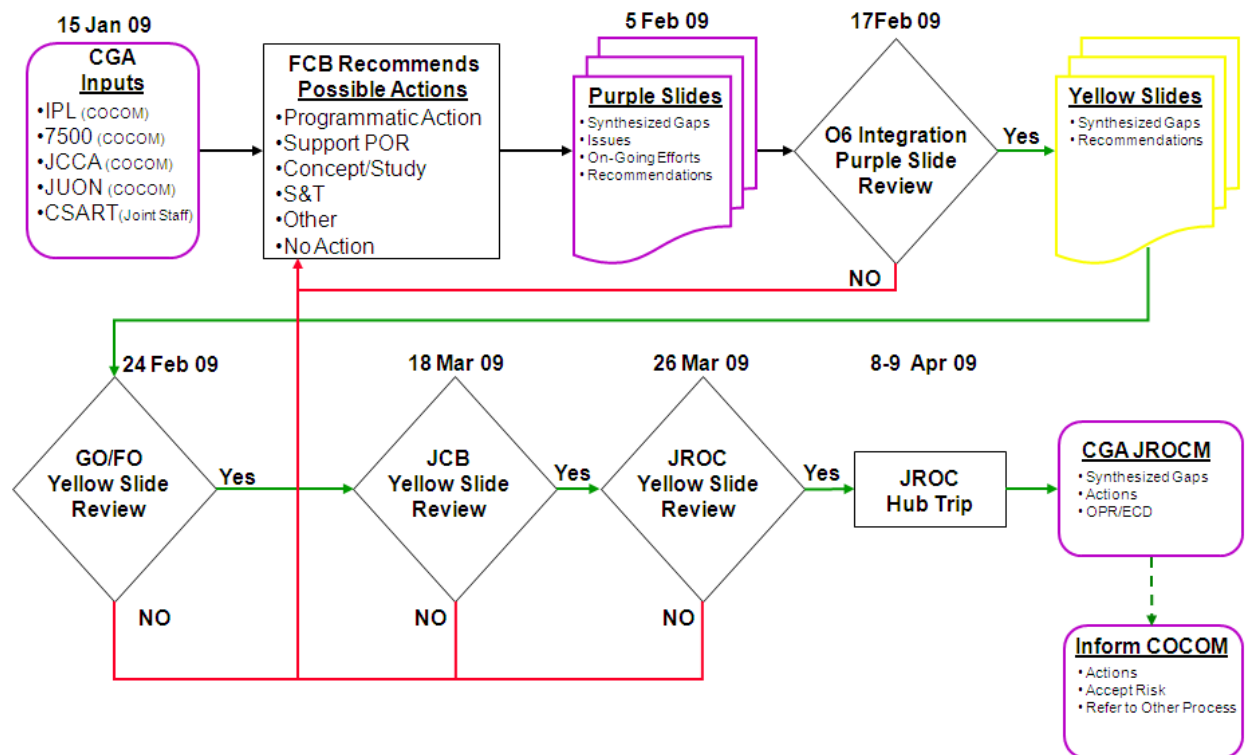 15 Jan 09
CGA
Inputs
•IPL (COCOM)
•7500 (COCOM)
•JCCA (COCOM)
•JUON (COCOM)
•CSART(Joint Staff)
FCB Recommends
Possible Actions
•Programmatic Action
•Support POR
•Concept/Study
•S&T
•Other
•No Action
5 Feb 09
Purple Slides
• Synthesized Gaps
• Issues
• On-Going Efforts
• Recommendations
17Feb 09
O6 Integration
Purple Slide
Review
Yes
NO
Yellow Slides
• Synthesized Gaps
• Recommendations
24 Feb 09
GO/FO
Yellow Slide
Review
Yes
NO
18 Mar 09
JCB
Yellow Slide
Review
Yes
NO
26 Mar 09
JROC
Yellow Slide
Review
Yes
NO
8-9 Apr 09
JROC
Hub Trip
CGA JROCM
• Synthesized Gaps
• Actions
• OPR/ECD
Inform COCOM
• Actions
• Accept Risk
• Refer to Other Process